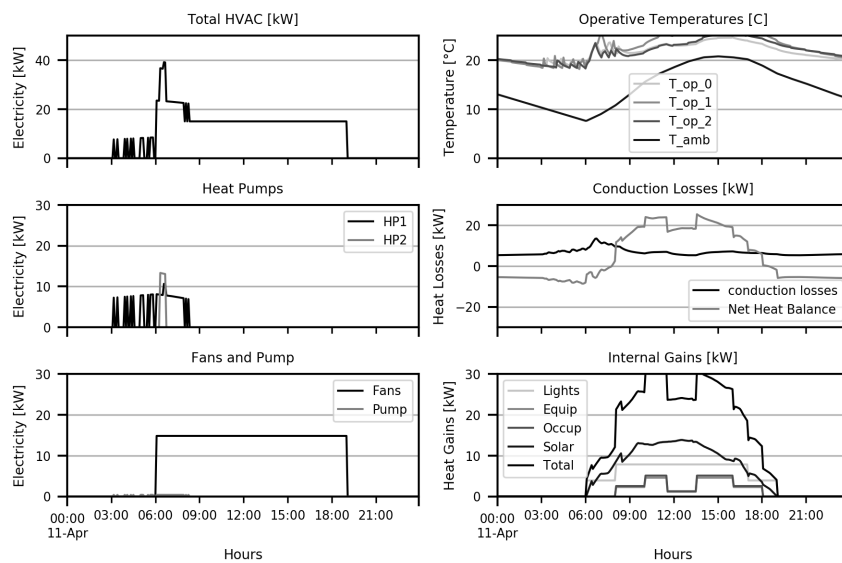 Total HVAC [kW]
Electricity [kW]
40
20
0
Operative Temperatures [C]
Temperature [°C]
20
10
0
T_op_0
T_op_1
T_op_2
T_amb
Heat Pumps
Electricity [kW]
30
20
10
0
HP1
HP2
Conduction Losses [kW]
Heat Losses [kW]
20
0
−20
conduction losses
Net Heat Balance
Fans and Pump
Electricity [kW]
30
20
10
0
Fans
Pump
00:00
11-Apr
03:00
06:00
09:00
12:00
15:00
18:00
21:00
Hours
Internal Gains [kW]
Heat Gains [kW]
30
20
10
0
Lights
Equip
Occup
Solar
Total
00:00
11-Apr
03:00
06:00
09:00
12:00
15:00
18:00
21:00
Hours